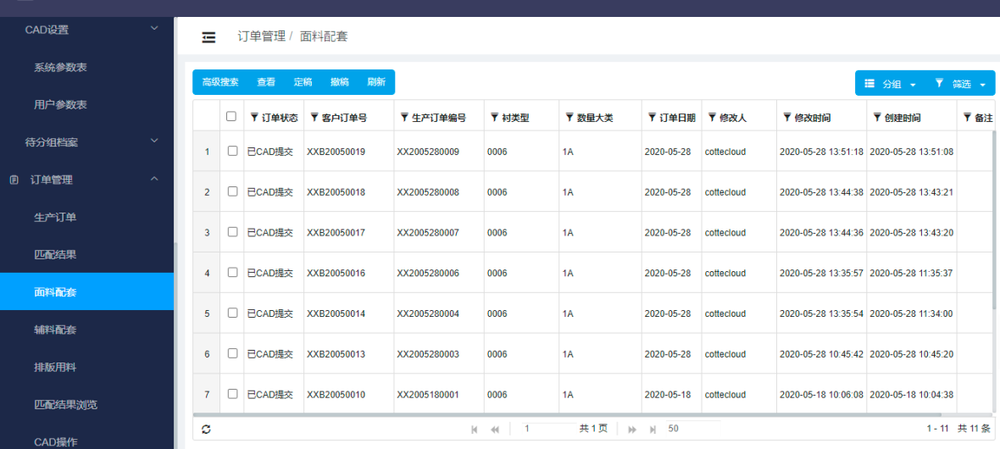 CAD设置
系统参数表
用户参数表
待分组档案
订单管理
生产订单
匹配结果
面料配套
辅料配套
排版用料
匹配结果浏览
CAD操作
订单管理 / 面料配套
高级搜索 查看 定稿 撤稿 刷新 分组 筛选
订单状态 客户订单号 生产订单编号 衬类型 数量大类 订单日期 修改人 修改时间 创建时间 备注
1 已CAD提交 XXB20050019 XX2005280009 0006 1A 2020-05-28 cottecloud 2020-05-28 13:51:18 2020-05-28 13:51:08
2 已CAD提交 XXB20050018 XX2005280008 0006 1A 2020-05-28 cottecloud 2020-05-28 13:44:38 2020-05-28 13:43:21
3 已CAD提交 XXB20050017 XX2005280007 0006 1A 2020-05-28 cottecloud 2020-05-28 13:44:36 2020-05-28 13:43:20
4 已CAD提交 XXB20050016 XX2005280006 0006 1A 2020-05-28 cottecloud 2020-05-28 13:35:57 2020-05-28 11:35:37
5 已CAD提交 XXB20050014 XX2005280004 0006 1A 2020-05-28 cottecloud 2020-05-28 13:35:54 2020-05-28 11:34:00
6 已CAD提交 XXB20050013 XX2005280003 0006 1A 2020-05-28 cottecloud 2020-05-28 10:45:42 2020-05-28 10:45:20
7 已CAD提交 XXB20050010 XX2005180001 0006 1A 2020-05-18 cottecloud 2020-05-18 10:06:08 2020-05-18 10:04:38
1 共 1 页 50 1 - 11 共 11 条